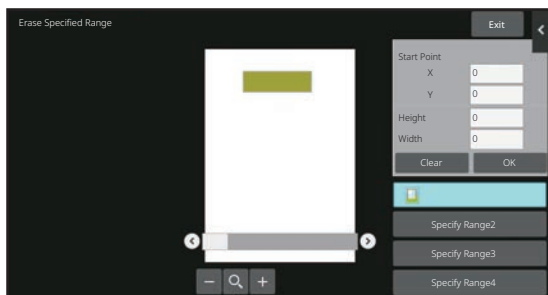 Erase Specified Range
Exit
Start Point
X 0
Y 0
Height 0
Width 0
Clear OK
Specify Range2
Specify Range3
Specify Range4